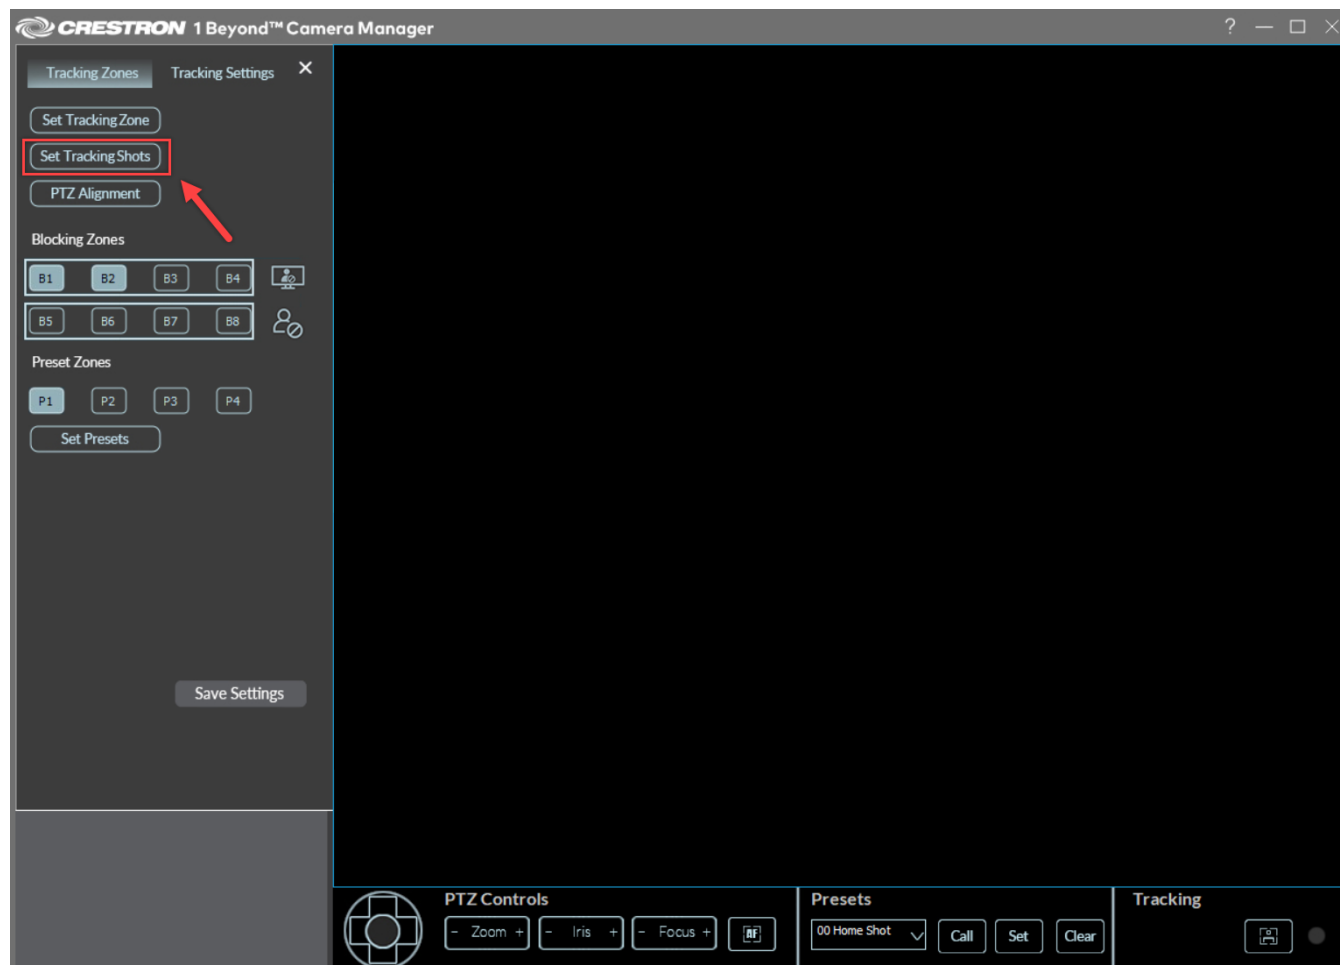 CRESTRON 1 Beyond™ Camera Manager ?
Tracking Zones Tracking Settings
Set Tracking Zone
Set Tracking Shots
PTZ Alignment
Blocking Zones
B1 B2 B3 B4
B5 B6 B7 B8
Preset Zones
P1 P2 P3 P4
Set Presets
Save Settings
PTZ Controls Presets Tracking
- Zoom + - Iris + - Focus + AF 00 Home Shot Call Set Clear